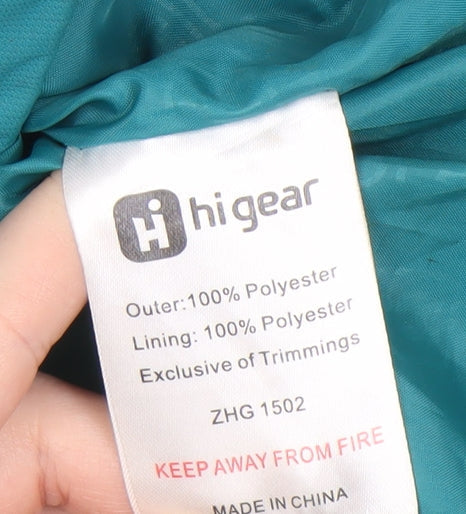 Hi hi gear
Outer:100% Polyester
Lining: 100% Polyester
Exclusive of Trimmings
ZHG 1502
KEEP AWAY FROM FIRE
MADE IN CHINA